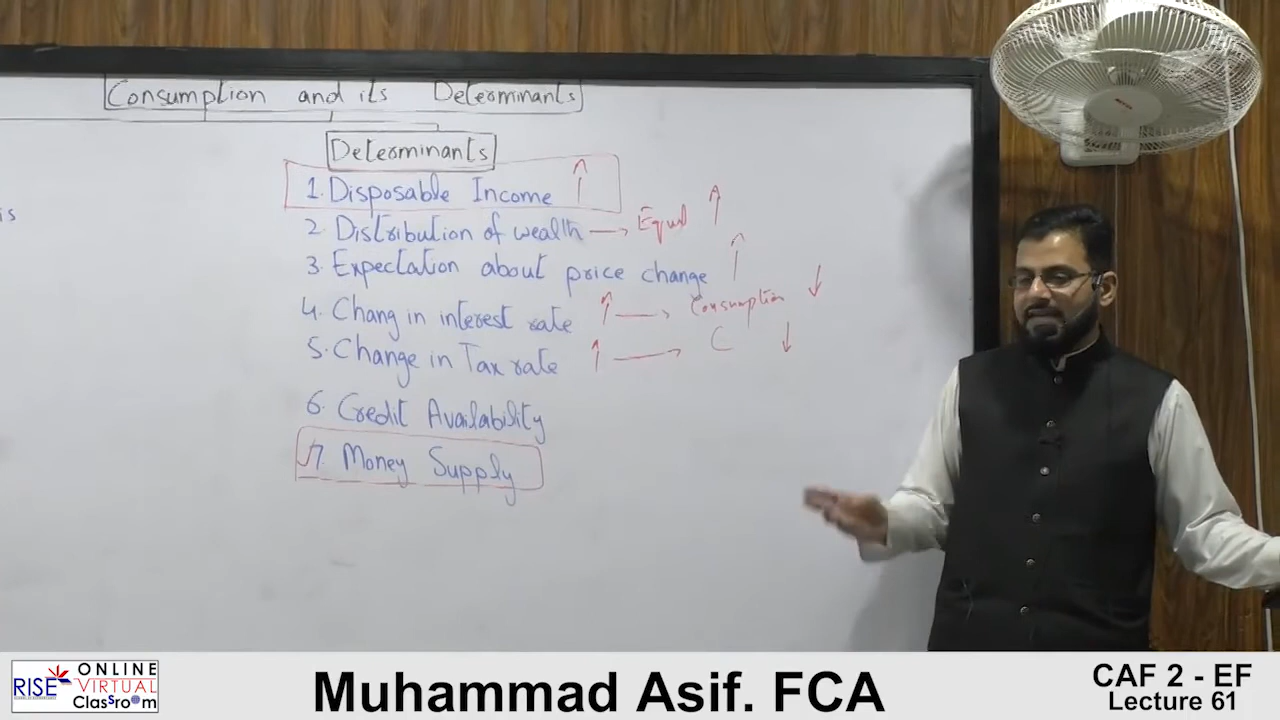 Consumption and its Determinants
Determinants
is
1. Disposable Income ↑
2. Distribution of wealth → Equal ↑
3. Expectation about price change ↑
4. Chang in interest rate ↑ → Consumption ↓
5. Change in Tax rate ↑ → C ↓
6. Credit Availability
7. Money Supply
RISE ONLINE VIRTUAL Classroom
Muhammad Asif. FCA
CAF 2 - EF
Lecture 61